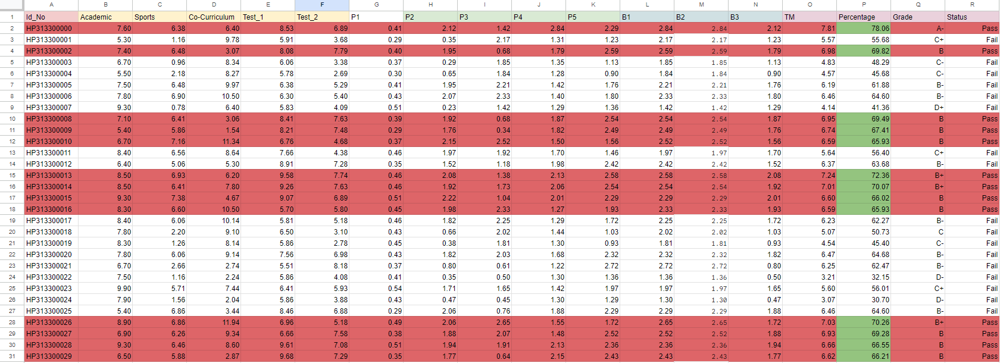 A B C D E F G H I J K L M N O P Q R
1 Id_No Academic Sports Co-Curriculum Test_1 Test_2 P1 P2 P3 P4 P5 B1 B2 B3 TM Percentage Grade Status
2 HP313300000 7.60 6.38 6.40 8.53 6.89 0.41 2.12 1.42 2.84 2.29 2.84 2.84 2.12 7.81 78.06 A- Pass
3 HP313300001 5.30 1.16 9.78 5.91 3.68 0.29 0.35 2.17 1.31 1.23 2.17 2.17 1.23 5.57 55.68 C+ Fail
4 HP313300002 7.40 6.48 3.07 8.08 7.79 0.40 1.95 0.68 1.79 2.59 2.59 2.59 1.79 6.98 69.82 B Pass
5 HP313300003 6.70 0.96 8.34 6.06 3.38 0.37 0.29 1.85 1.35 1.13 1.85 1.85 1.13 4.83 48.29 C- Fail
6 HP313300004 5.50 2.18 8.27 5.78 2.69 0.30 0.65 1.84 1.28 0.90 1.84 1.84 0.90 4.57 45.68 C- Fail
7 HP313300005 7.50 6.48 9.97 6.38 5.29 0.41 1.95 2.21 1.42 1.76 2.21 2.21 1.76 6.19 61.88 B- Fail
8 HP313300006 7.80 6.90 10.50 6.30 5.40 0.43 2.07 2.33 1.40 1.80 2.33 2.33 1.80 6.46 64.60 B- Fail
9 HP313300007 9.30 0.78 6.40 5.83 4.09 0.51 0.23 1.42 1.29 1.36 1.42 1.42 1.29 4.14 41.36 D+ Fail
10 HP313300008 7.10 6.41 3.06 8.41 7.63 0.39 1.92 0.68 1.87 2.54 2.54 2.54 1.87 6.95 69.49 B Pass
11 HP313300009 5.40 5.86 1.54 8.21 7.48 0.29 1.76 0.34 1.82 2.49 2.49 2.49 1.76 6.74 67.41 B Pass
12 HP313300010 6.70 7.16 11.34 6.76 4.68 0.37 2.15 2.52 1.50 1.56 2.52 2.52 1.56 6.59 65.93 B Pass
13 HP313300011 8.40 6.56 8.64 7.66 4.38 0.46 1.97 1.92 1.70 1.46 1.97 1.97 1.70 5.64 56.40 C+ Fail
14 HP313300012 6.40 5.06 5.30 8.91 7.28 0.35 1.52 1.18 1.98 2.42 2.42 2.42 1.52 6.37 63.68 B- Fail
15 HP313300013 8.50 6.93 6.20 9.58 7.74 0.46 2.08 1.38 2.13 2.58 2.58 2.58 2.08 7.24 72.36 B+ Pass
16 HP313300014 8.50 6.41 7.80 9.26 7.63 0.46 1.92 1.73 2.06 2.54 2.54 2.54 1.92 7.01 70.07 B+ Pass
17 HP313300015 9.30 7.38 4.67 9.07 6.89 0.51 2.22 1.04 2.01 2.29 2.29 2.29 2.01 6.60 66.02 B Pass
18 HP313300016 8.30 6.60 10.50 5.70 5.80 0.45 1.98 2.33 1.27 1.93 2.33 2.33 1.93 6.59 65.93 B Pass
19 HP313300017 8.40 6.06 10.14 5.81 5.18 0.46 1.82 2.25 1.29 1.72 2.25 2.25 1.72 6.23 62.27 B- Fail
20 HP313300018 7.80 2.20 9.10 6.50 3.10 0.43 0.66 2.02 1.44 1.03 2.02 2.02 1.03 5.07 50.73 C Fail
21 HP313300019 8.30 1.26 8.14 5.86 2.78 0.45 0.38 1.81 1.30 0.93 1.81 1.81 0.93 4.54 45.40 C- Fail
22 HP313300020 7.80 6.06 9.14 7.56 6.98 0.43 1.82 2.03 1.68 2.32 2.32 2.32 1.82 6.47 64.68 B- Fail
23 HP313300021 6.70 2.66 2.74 5.51 8.18 0.37 0.80 0.61 1.22 2.72 2.72 2.72 0.80 6.25 62.47 B- Fail
24 HP313300022 7.50 1.16 2.24 5.86 4.08 0.41 0.35 0.50 1.30 1.36 1.36 1.36 0.50 3.21 32.15 D- Fail
25 HP313300023 9.90 5.71 7.44 6.41 5.93 0.54 1.71 1.65 1.42 1.97 1.97 1.97 1.65 5.60 56.01 C+ Fail
26 HP313300024 7.90 1.56 2.04 5.86 3.88 0.43 0.47 0.45 1.30 1.29 1.30 1.30 0.47 3.07 30.70 D- Fail
27 HP313300025 5.40 6.86 3.44 8.46 6.88 0.29 2.06 0.76 1.88 2.29 2.29 2.29 1.88 6.46 64.60 B- Fail
28 HP313300026 8.90 6.86 11.94 6.96 5.18 0.49 2.06 2.65 1.55 1.72 2.65 2.65 1.72 7.03 70.26 B+ Pass
29 HP313300027 6.90 6.26 9.34 6.66 7.58 0.38 1.88 2.07 1.48 2.52 2.52 2.52 1.88 6.93 69.28 B Pass
30 HP313300028 9.30 6.46 8.60 9.61 7.08 0.51 1.94 1.91 2.13 2.36 2.36 2.36 1.94 6.66 66.55 B Pass
31 HP313300029 6.50 5.88 2.87 9.68 7.29 0.35 1.77 0.64 2.15 2.43 2.43 2.43 1.77 6.62 66.21 B Pass